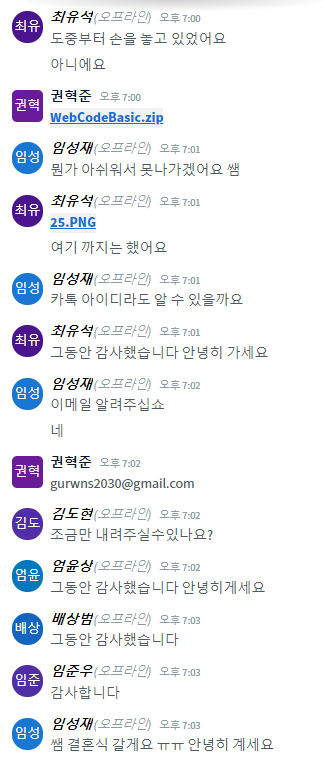 최유 최유석(오프라인) 오후 7:00
도중부터 손을 놓고 있었어요
아니에요
권혁 권혁준 오후 7:00
WebCodeBasic.zip
임성 임성재(오프라인) 오후 7:01
뭔가 아쉬워서 못나가겠어요 쌤
최유 최유석(오프라인) 오후 7:01
25.PNG
여기 까지는 했어요
임성 임성재(오프라인) 오후 7:01
카톡 아이디라도 알 수 있을까요
최유 최유석(오프라인) 오후 7:01
그동안 감사했습니다 안녕히 가세요
임성 임성재(오프라인) 오후 7:02
이메일 알려주십쇼
네
권혁 권혁준 오후 7:02
gurwns2030@gmail.com
김도 김도현(오프라인) 오후 7:02
조금만 내려주실수있나요?
엄윤 엄윤상(오프라인) 오후 7:02
그동안 감사했습니다 안녕히게세요
배상 배상범(오프라인) 오후 7:03
그동안 감사했습니다
임준 임준우(오프라인) 오후 7:03
감사합니다
임성 임성재(오프라인) 오후 7:03
쌤 결혼식 갈게요 ㅠㅠ 안녕히 계세요